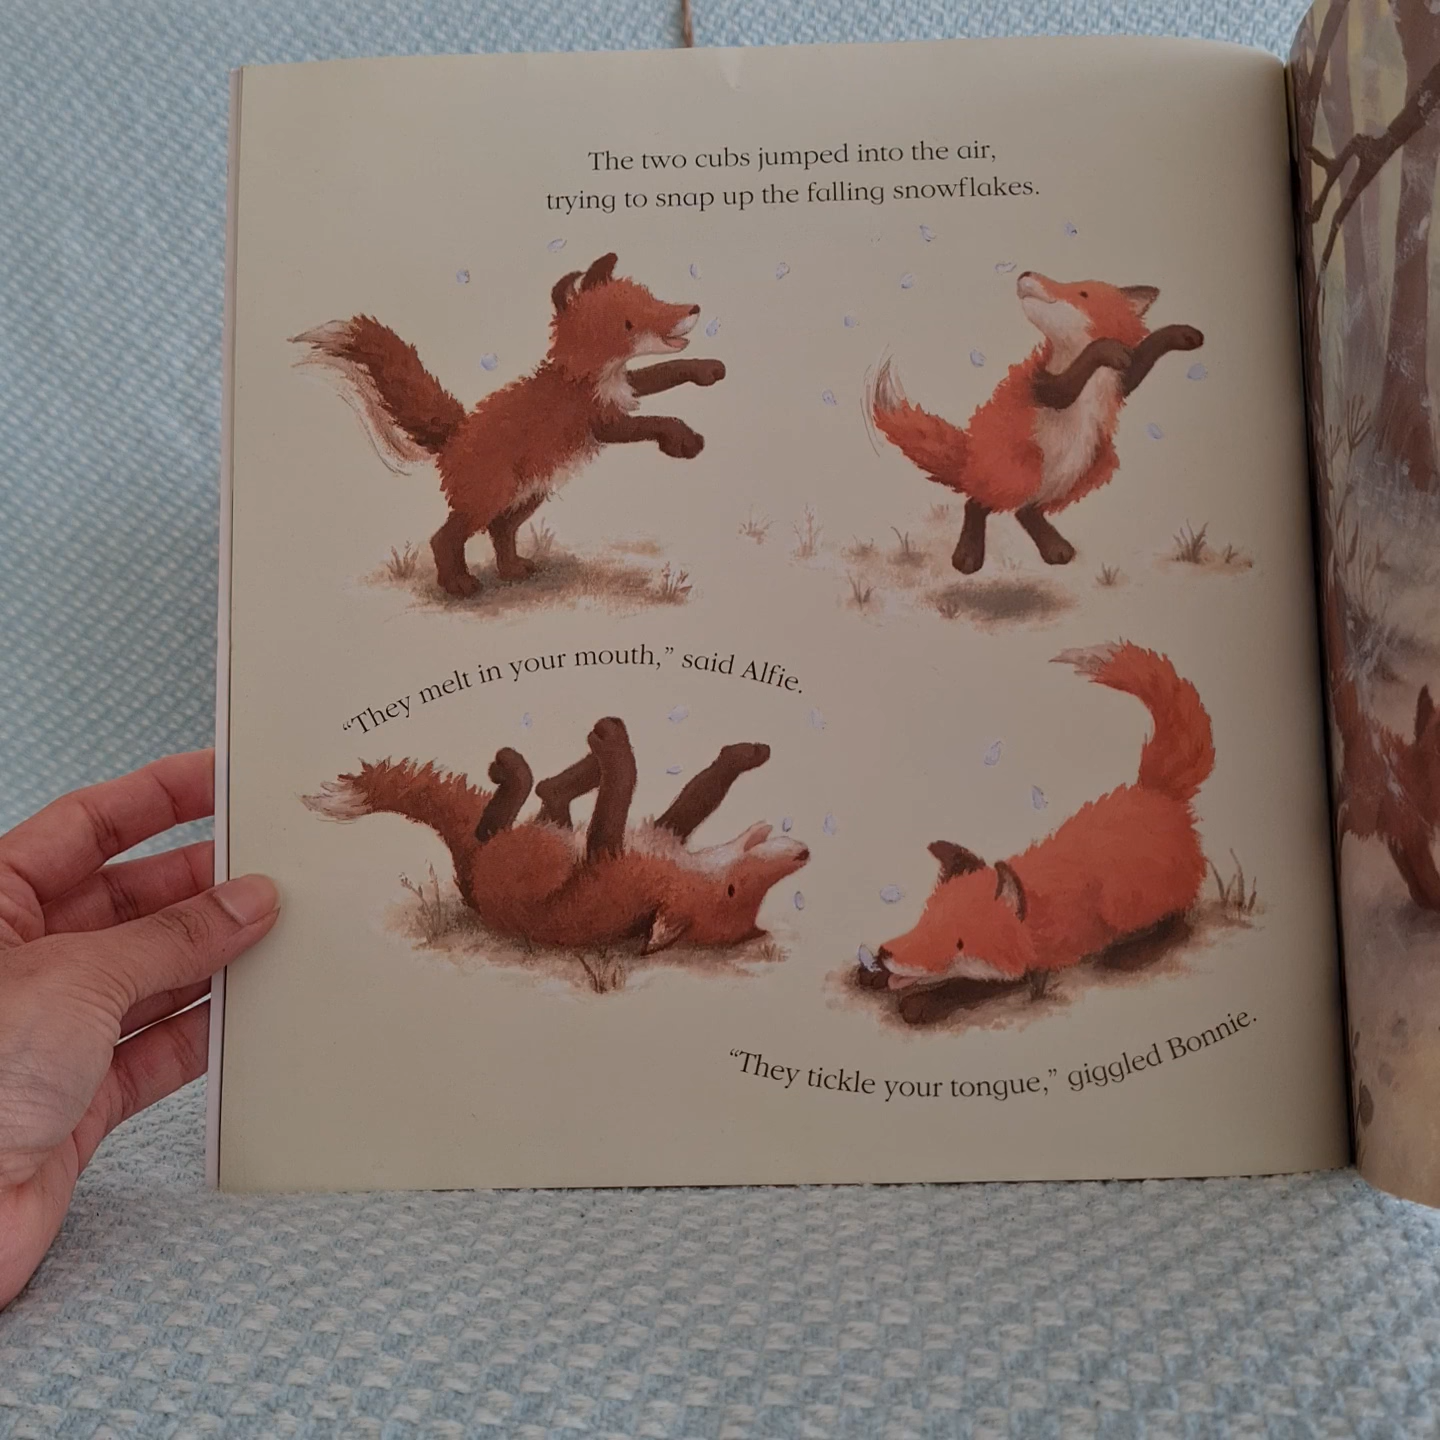 The two cubs jumped into the air,
trying to snap up the falling snowflakes.
“They melt in your mouth,” said Alfie.
“They tickle your tongue,” giggled Bonnie.